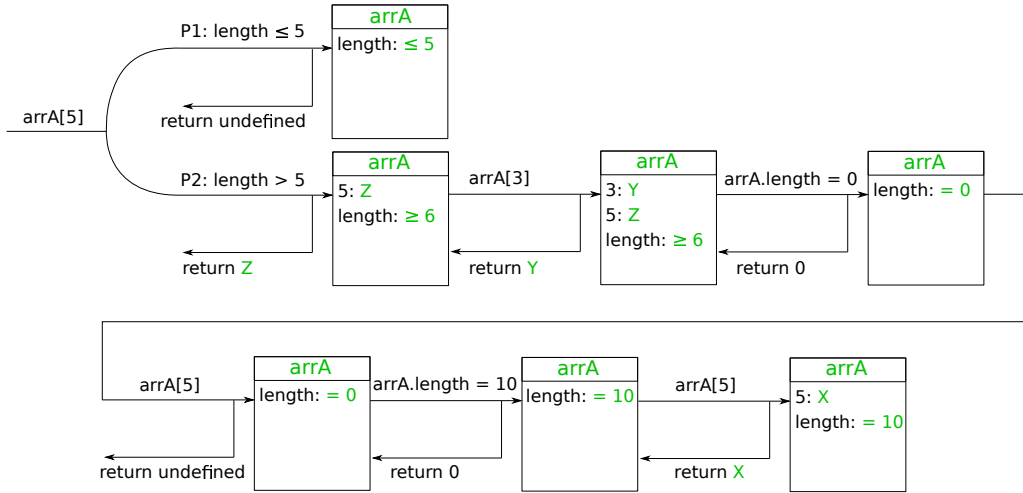 arrA[5]
P1: length ≤ 5
return undefined
arrA
length: ≤ 5
P2: length > 5
return Z
arrA
5: Z
length: ≥ 6
arrA[3]
return Y
arrA
3: Y
5: Z
length: ≥ 6
arrA.length = 0
return 0
arrA
length: = 0
arrA[5]
return undefined
arrA
length: = 0
arrA.length = 10
return 0
arrA
length: = 10
arrA[5]
return X
arrA
5: X
length: = 10